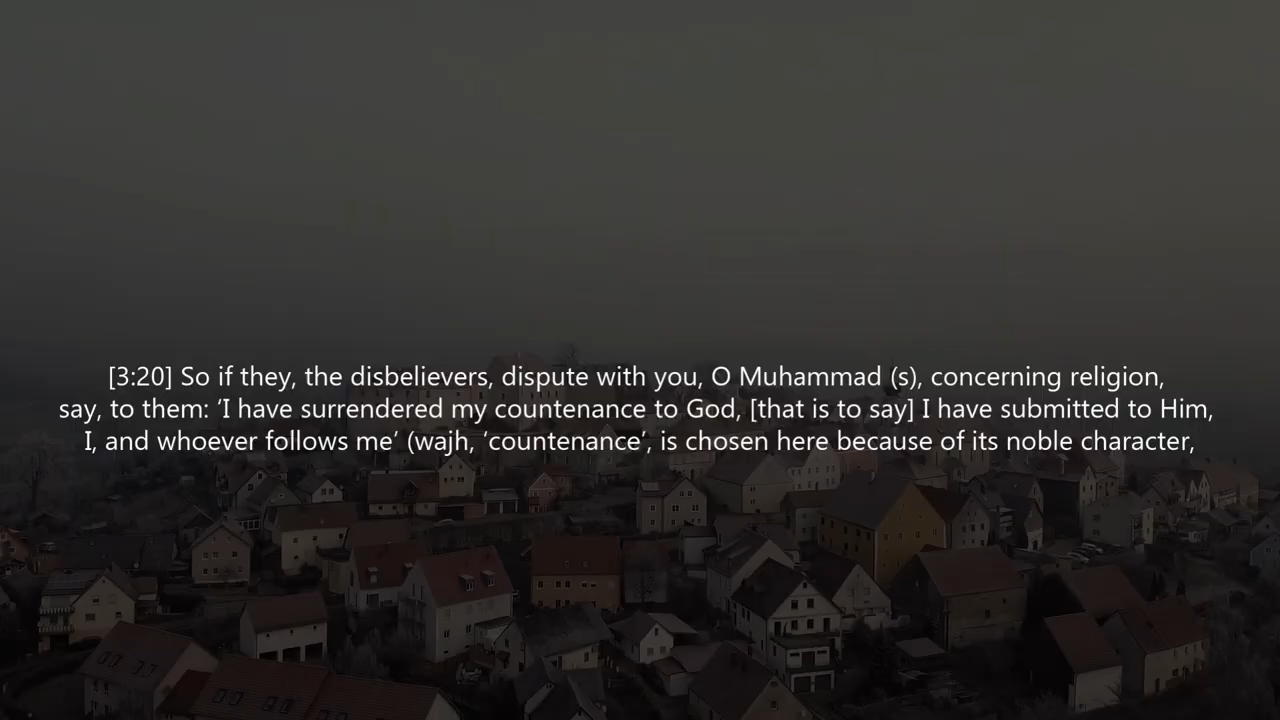 [3:20] So if they, the disbelievers, dispute with you, O Muhammad (s), concerning religion,
say, to them: ‘I have surrendered my countenance to God, [that is to say] I have submitted to Him,
I, and whoever follows me’ (wajh, ‘countenance’, is chosen here because of its noble character,